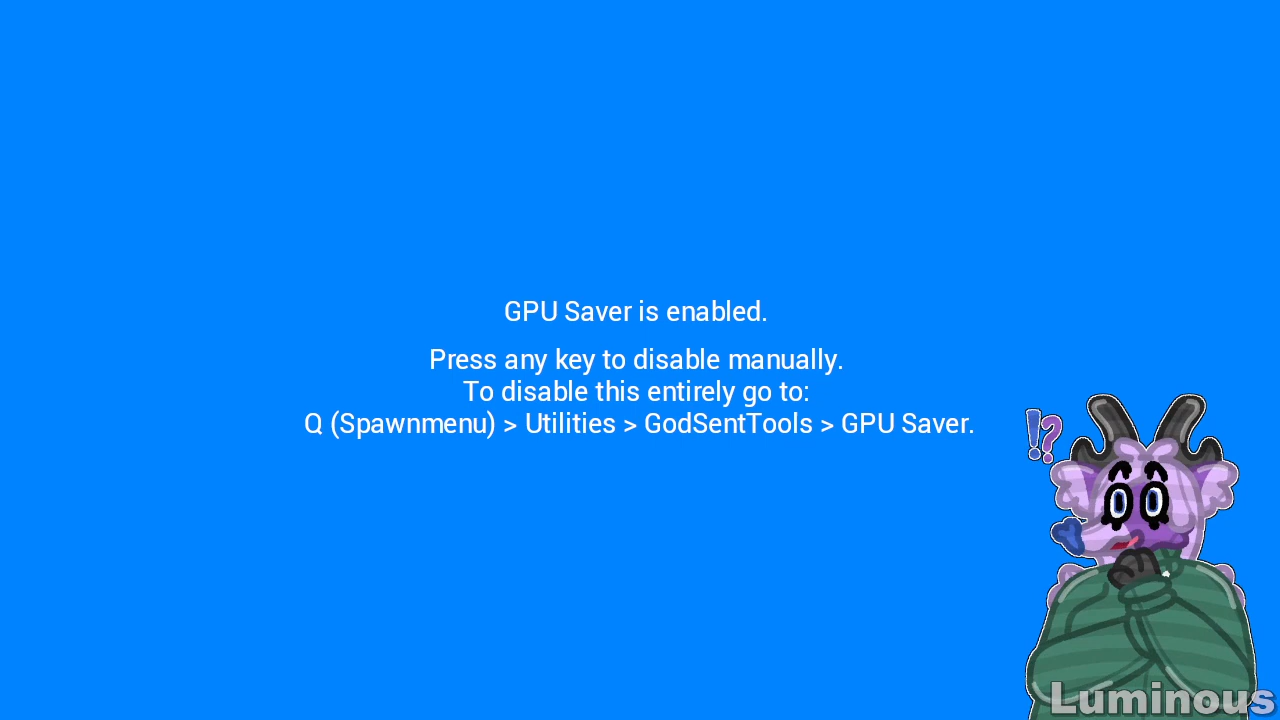 GPU Saver is enabled.
Press any key to disable manually.
To disable this entirely go to:
Q (Spawnmenu) > Utilities > GodSentTools > GPU Saver.
!?
Luminous